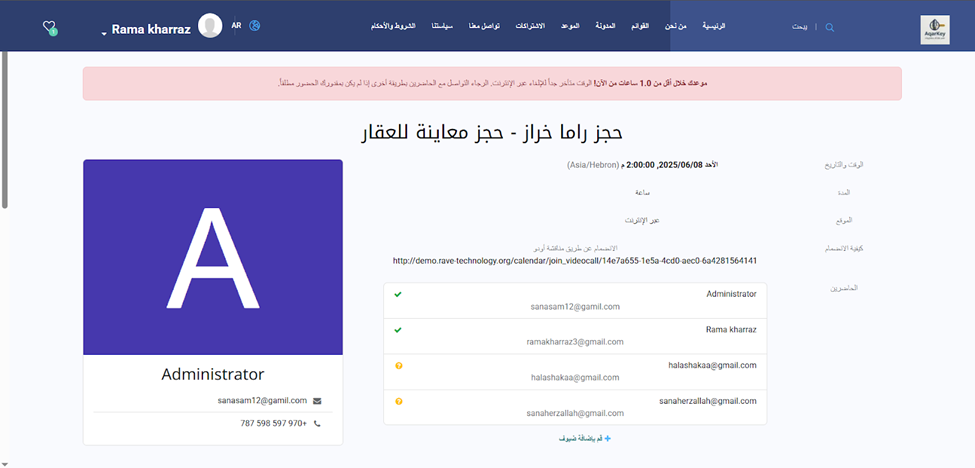 AqarKey
يبحث
الرئيسية
من نحن
القوائم
المدونة
الموعد
الاشتراكات
تواصل معنا
سياستنا
الشروط والأحكام
AR
Rama kharraz
1
موعدك خلال أقل من 1.0 ساعات من الآن! الوقت متأخر جداً للإلغاء عبر الإنترنت. الرجاء التواصل مع الحاضرين بطريقة أخرى إذا لم يكن بمقدورك الحضور مطلقاً.
حجز راما خراز - حجز معاينة للعقار
الوقت والتاريخ
الأحد 2025/06/08, 2:00:00 م (Asia/Hebron)
المدة
ساعة
الموقع
عبر الإنترنت
كيفية الانضمام
الانضمام عن طريق مناقشة أودو
http://demo.rave-technology.org/calendar/join_videocall/14e7a655-1e5a-4cd0-aec0-6a4281564141
الحاضرين
Administrator
sanasam12@gamil.com
Rama kharraz
ramakharraz3@gmail.com
halashakaa@gmail.com
halashakaa@gmail.com
sanaherzallah@gmail.com
sanaherzallah@gmail.com
قم بإضافة ضيوف
A
Administrator
sanasam12@gamil.com
+970 597 598 787